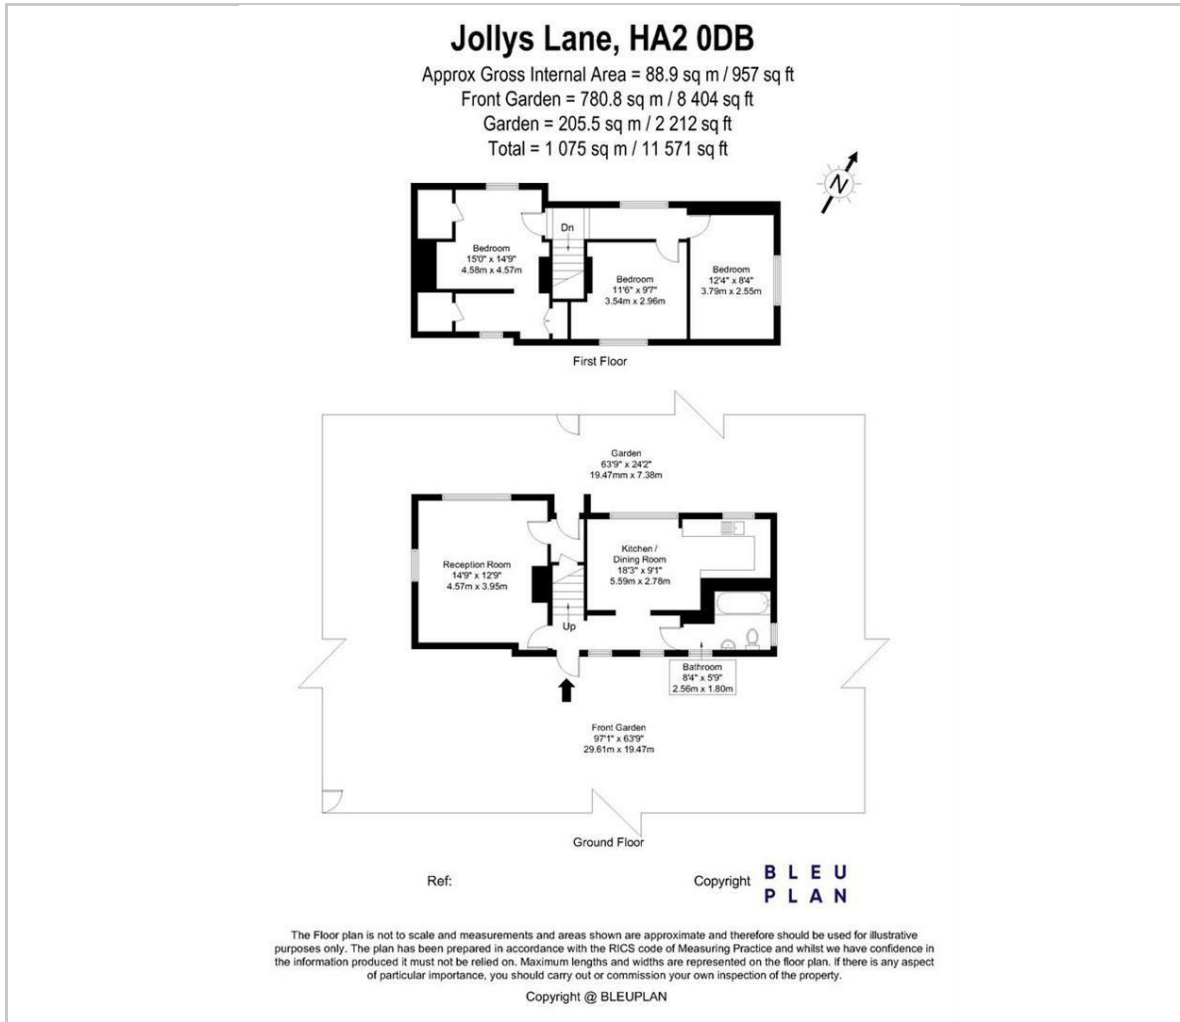 Jollys Lane, HA2 0DB
Approx Gross Internal Area = 88.9 sq m / 957 sq ft
Front Garden = 780.8 sq m / 8 404 sq ft
Garden = 205.5 sq m / 2 212 sq ft
Total = 1 075 sq m / 11 571 sq ft
N
Dn
Bedroom
15'0" x 14'9"
4.58m x 4.57m
Bedroom
11'6" x 9'7"
3.54m x 2.96m
Bedroom
12'4" x 8'4"
3.79m x 2.55m
First Floor
Garden
63'9" x 24'2"
19.47mm x 7.38m
Reception Room
14'9" x 12'9"
4.57m x 3.95m
Kitchen /
Dining Room
18'3" x 9'1"
5.59m x 2.78m
Up
Bathroom
8'4" x 5'9"
2.56m x 1.80m
Front Garden
97'1" x 63'9"
29.61m x 19.47m
Ground Floor
Ref:
Copyright
BLEU
PLAN
The Floor plan is not to scale and measurements and areas shown are approximate and therefore should be used for illustrative
purposes only. The plan has been prepared in accordance with the RICS code of Measuring Practice and whilst we have confidence in
the information produced it must not be relied on. Maximum lengths and widths are represented on the floor plan. If there is any aspect
of particular importance, you should carry out or commission your own inspection of the property.
Copyright @ BLEUPLAN